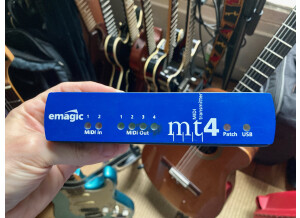 emagic
1 2
MIDI In
1 2 3 4
MIDI Out
mt4
MIDI
transmitter
Patch
USB